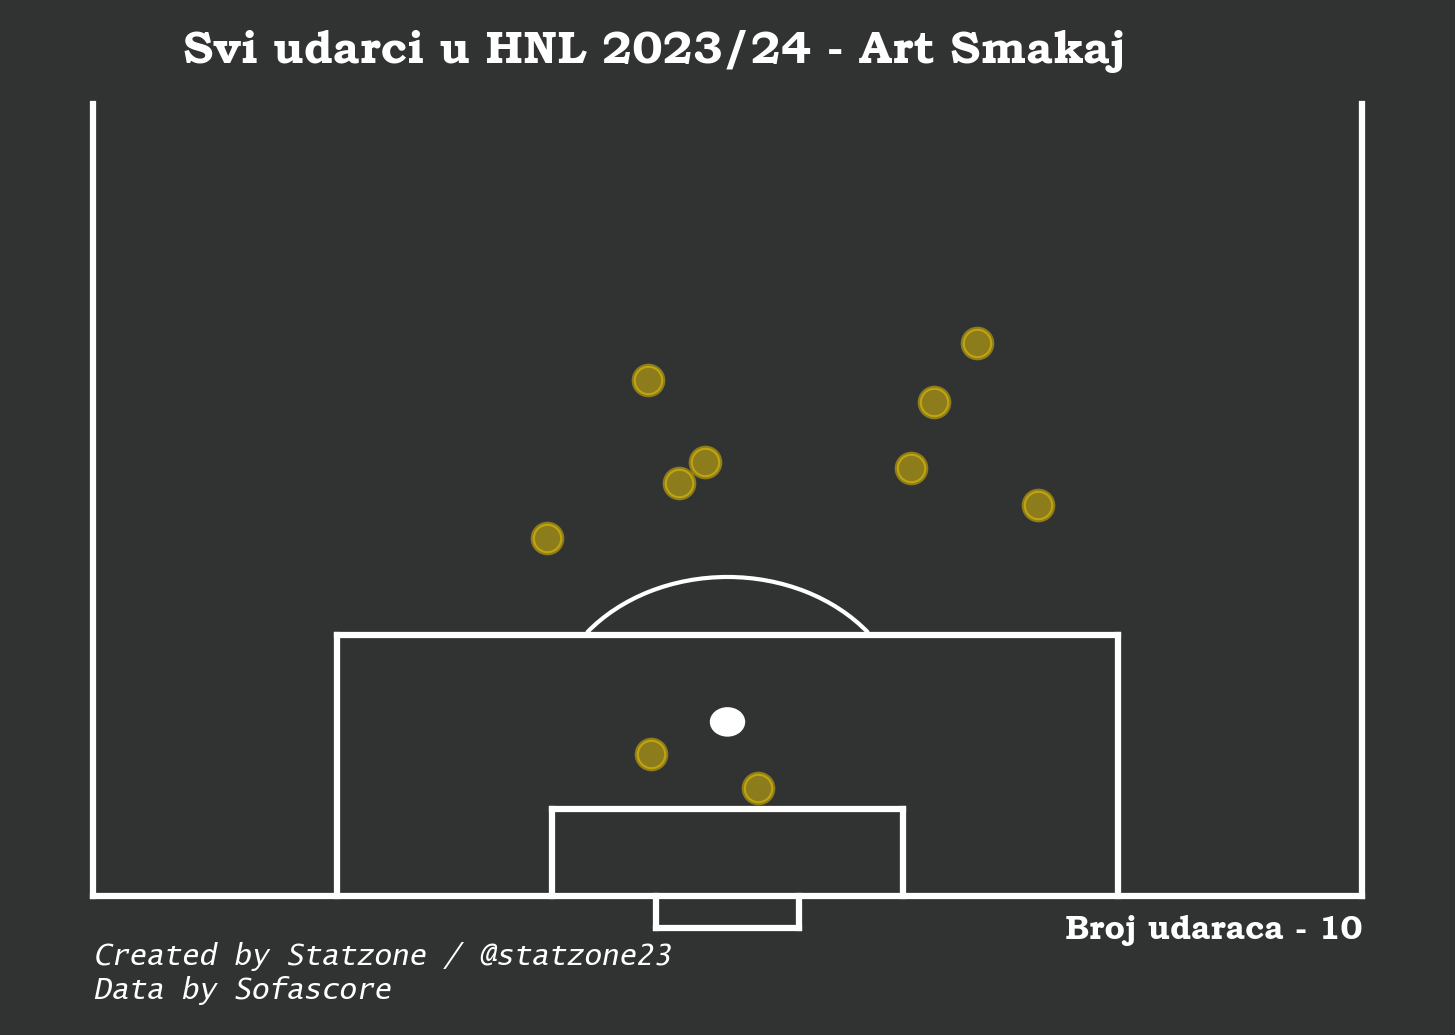 Svi udarci u HNL 2023/24 - Art Smakaj
Broj udaraca - 10
Created by Statzone / @statzone23
Data by Sofascore